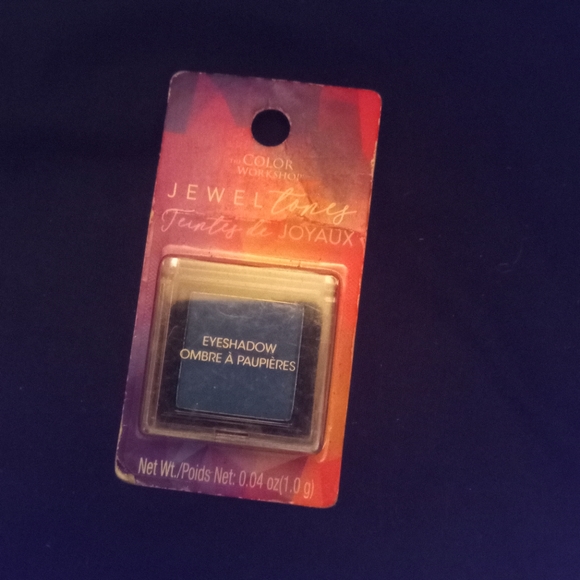 THE COLOR
WORKSHOP
JEWEL tones
Teintes de JOYAUX
EYESHADOW
OMBRE À PAUPIÈRES
Net Wt./Poids Net: 0.04 oz(1.0 g)